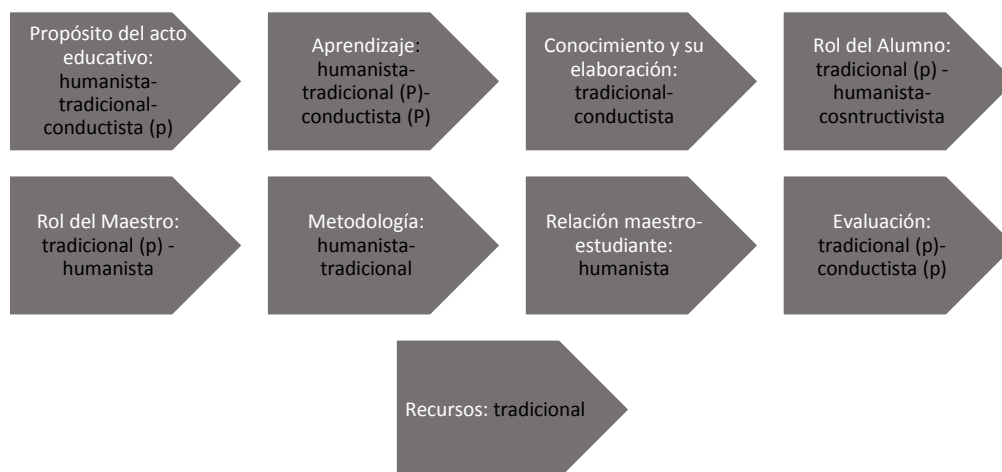 Propósito del acto
educativo:
humanista-
tradicional-
conductista (p)
Aprendizaje:
humanista-
tradicional (P)-
conductista (P)
Conocimiento y su
elaboración:
tradicional-
conductista
Rol del Alumno:
tradicional (p) -
humanista-
cosntructivista
Rol del Maestro:
tradicional (p) -
humanista
Metodología:
humanista-
tradicional
Relación maestro-
estudiante:
humanista
Evaluación:
tradicional (p)-
conductista (p)
Recursos: tradicional